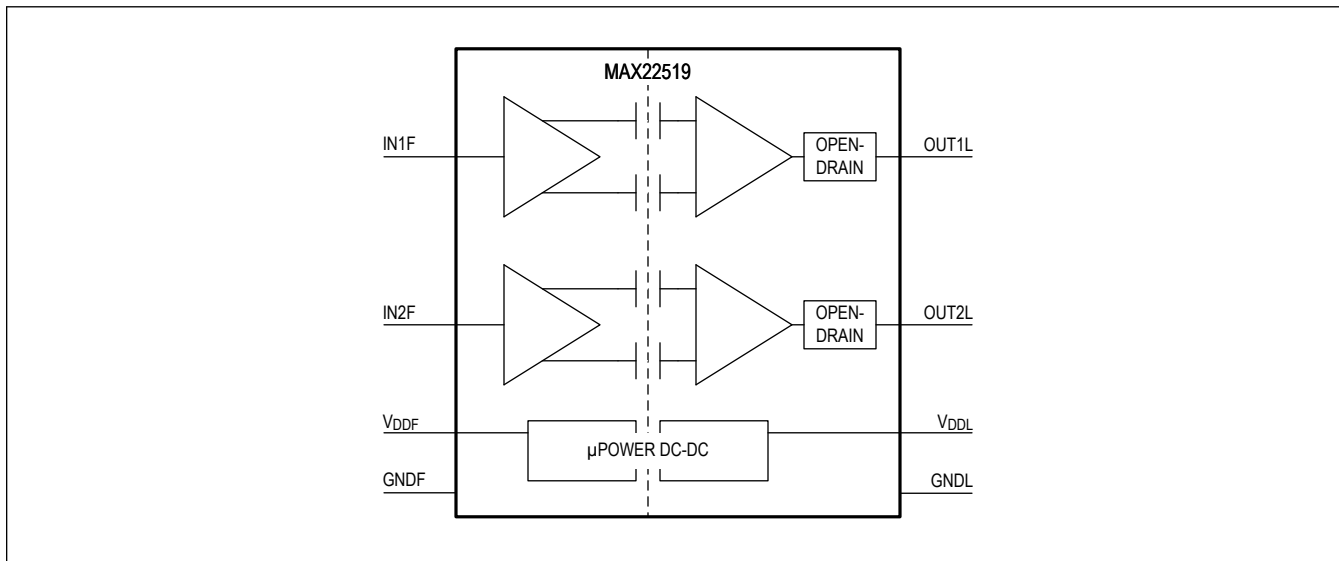 MAX22519
IN1F
OPEN-
DRAIN
OUT1L
IN2F
OPEN-
DRAIN
OUT2L
VDDF
µPOWER DC-DC
VDDL
GNDF
GNDL